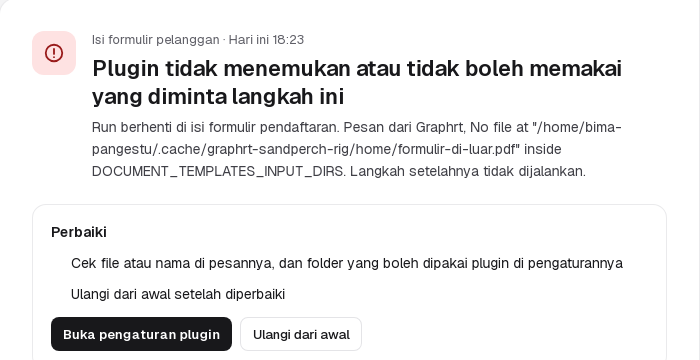 Isi formulir pelanggan · Hari ini 18:23
Plugin tidak menemukan atau tidak boleh memakai
yang diminta langkah ini
Run berhenti di isi formulir pendaftaran. Pesan dari Graphrt, No file at "/home/bima-
pangestu/.cache/graphrt-sandperch-rig/home/formulir-di-luar.pdf" inside
DOCUMENT_TEMPLATES_INPUT_DIRS. Langkah setelahnya tidak dijalankan.
Perbaiki
Cek file atau nama di pesannya, dan folder yang boleh dipakai plugin di pengaturannya
Ulangi dari awal setelah diperbaiki
Buka pengaturan plugin
Ulangi dari awal